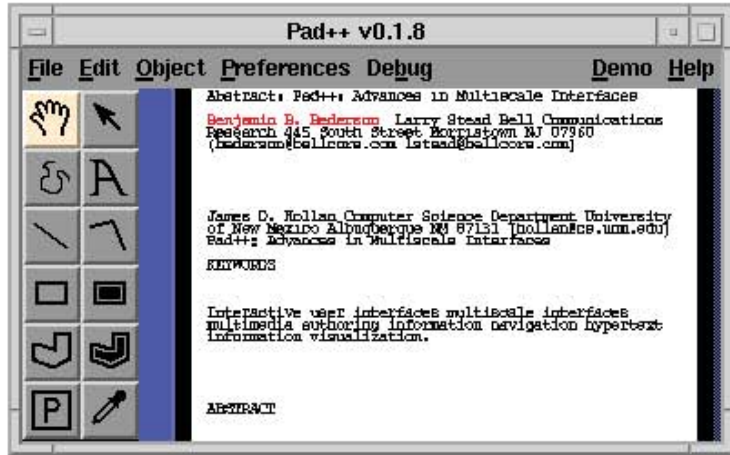 Pad++ v0.1.8
File Edit Object Preferences Debug Demo Help
Abstract: Pad++: Advances in Multiscale Interfaces
Benjamin B. Bederson Larry Stead Bell Communications
Research 445 South Street Morristown NJ 07960
(bederson@bellcore.com lstead@bellcore.com)
James D. Hollan Computer Science Department University
of New Mexico Albuquerque NM 87131 (hollan@cs.unm.edu)
Pad++: Advances in Multiscale Interfaces
KEYWORDS
Interactive user interfaces multiscale interfaces
multimedia authoring information navigation hypertext
information visualization.
ABSTRACT
A
P